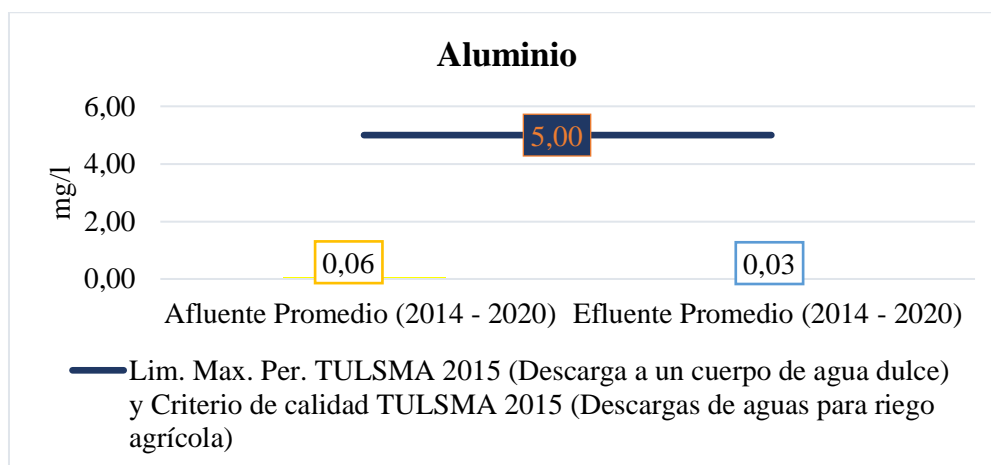 Aluminio
6,00
5,00
4,00
mg/l
2,00
0,06
0,03
0,00
Afluente Promedio (2014 - 2020) Efluente Promedio (2014 - 2020)
Lim. Max. Per. TULSMA 2015 (Descarga a un cuerpo de agua dulce)
y Criterio de calidad TULSMA 2015 (Descargas de aguas para riego
agrícola)